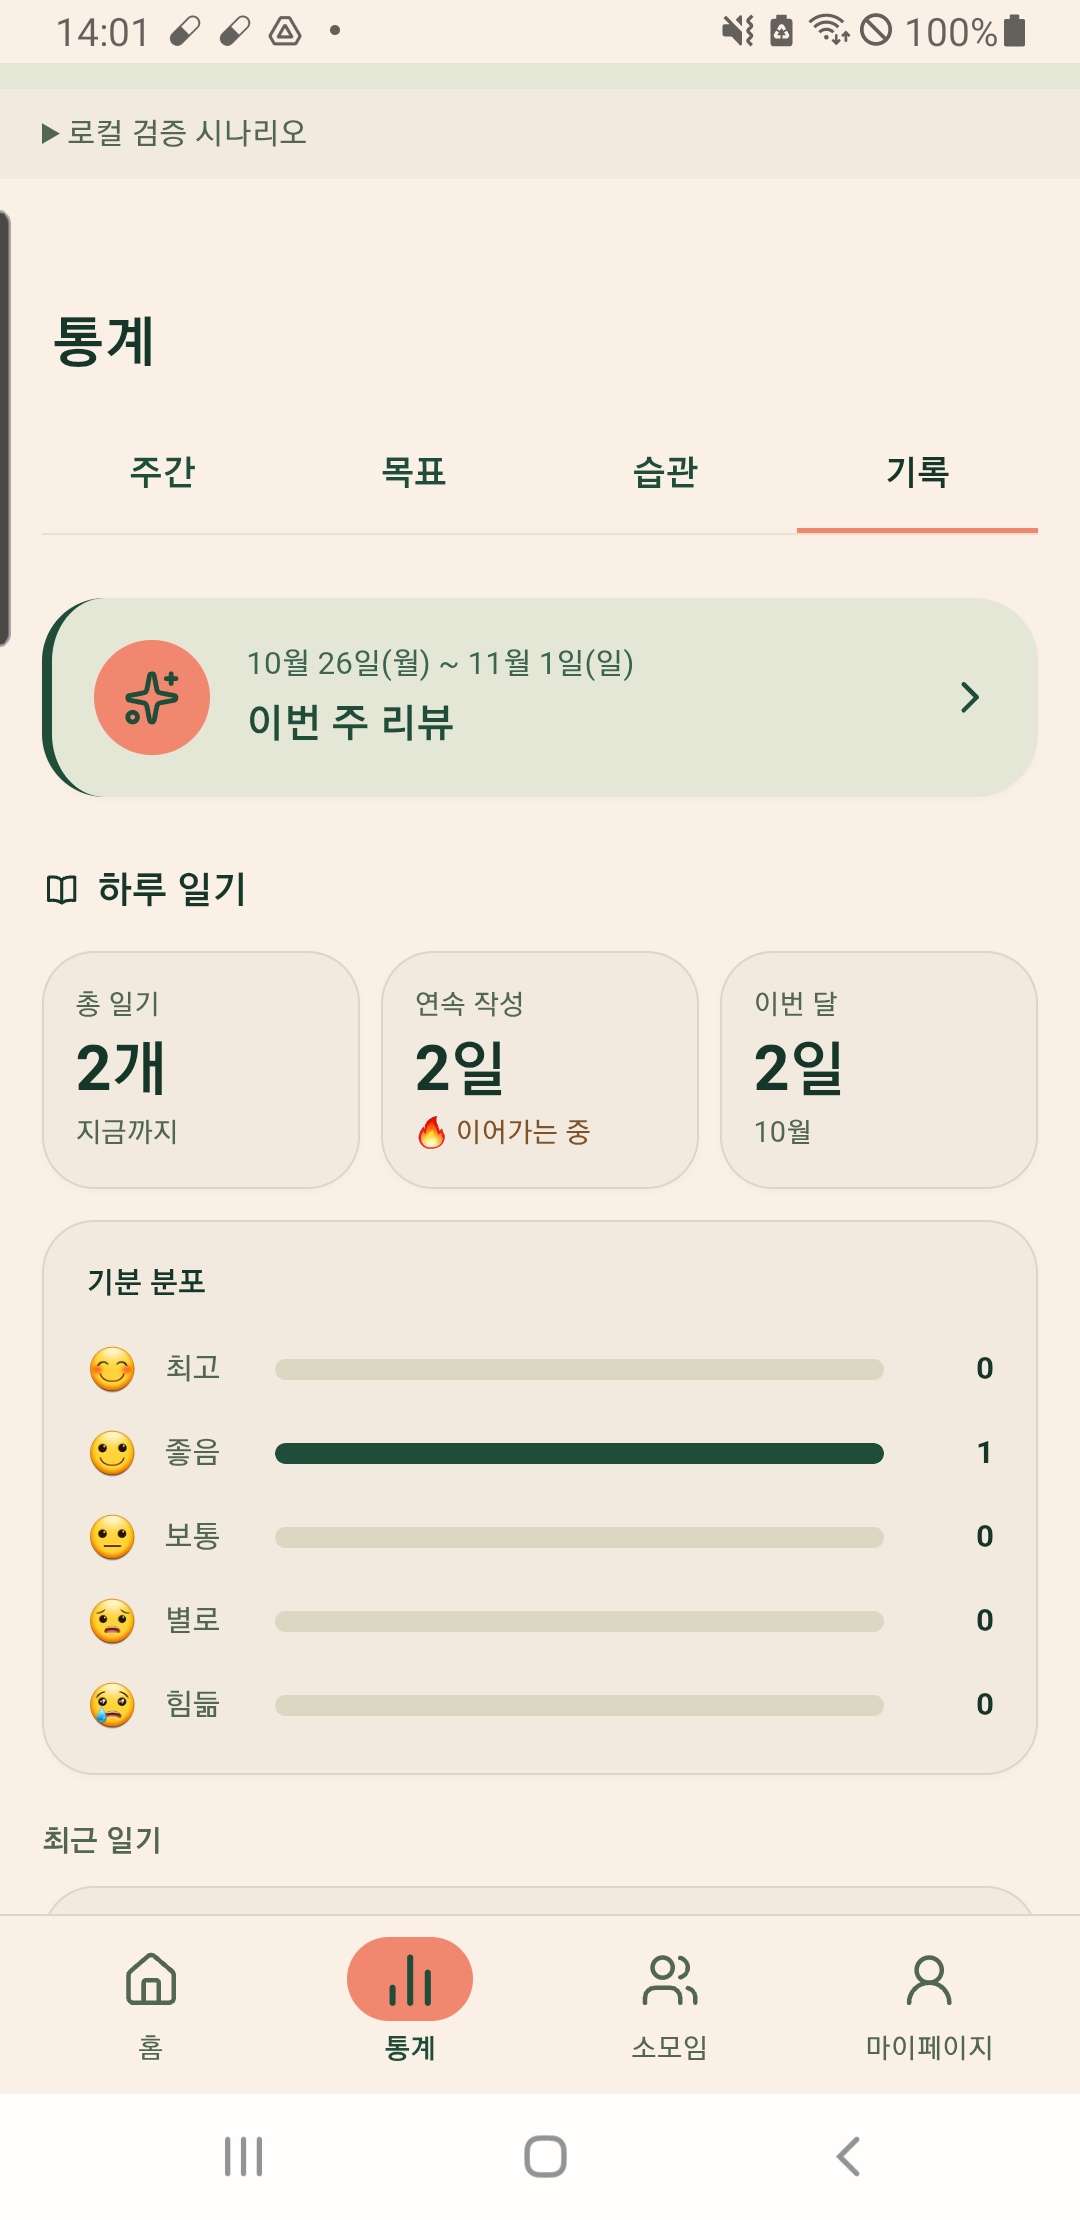 14:01 100%
로컬 검증 시나리오
통계
주간 목표 습관 기록
10월 26일(월) ~ 11월 1일(일)
이번 주 리뷰
하루 일기
총 일기
2개
지금까지
연속 작성
2일
이어가는 중
이번 달
2일
10월
기분 분포
최고 0
좋음 1
보통 0
별로 0
힘듦 0
최근 일기
홈 통계 소모임 마이페이지